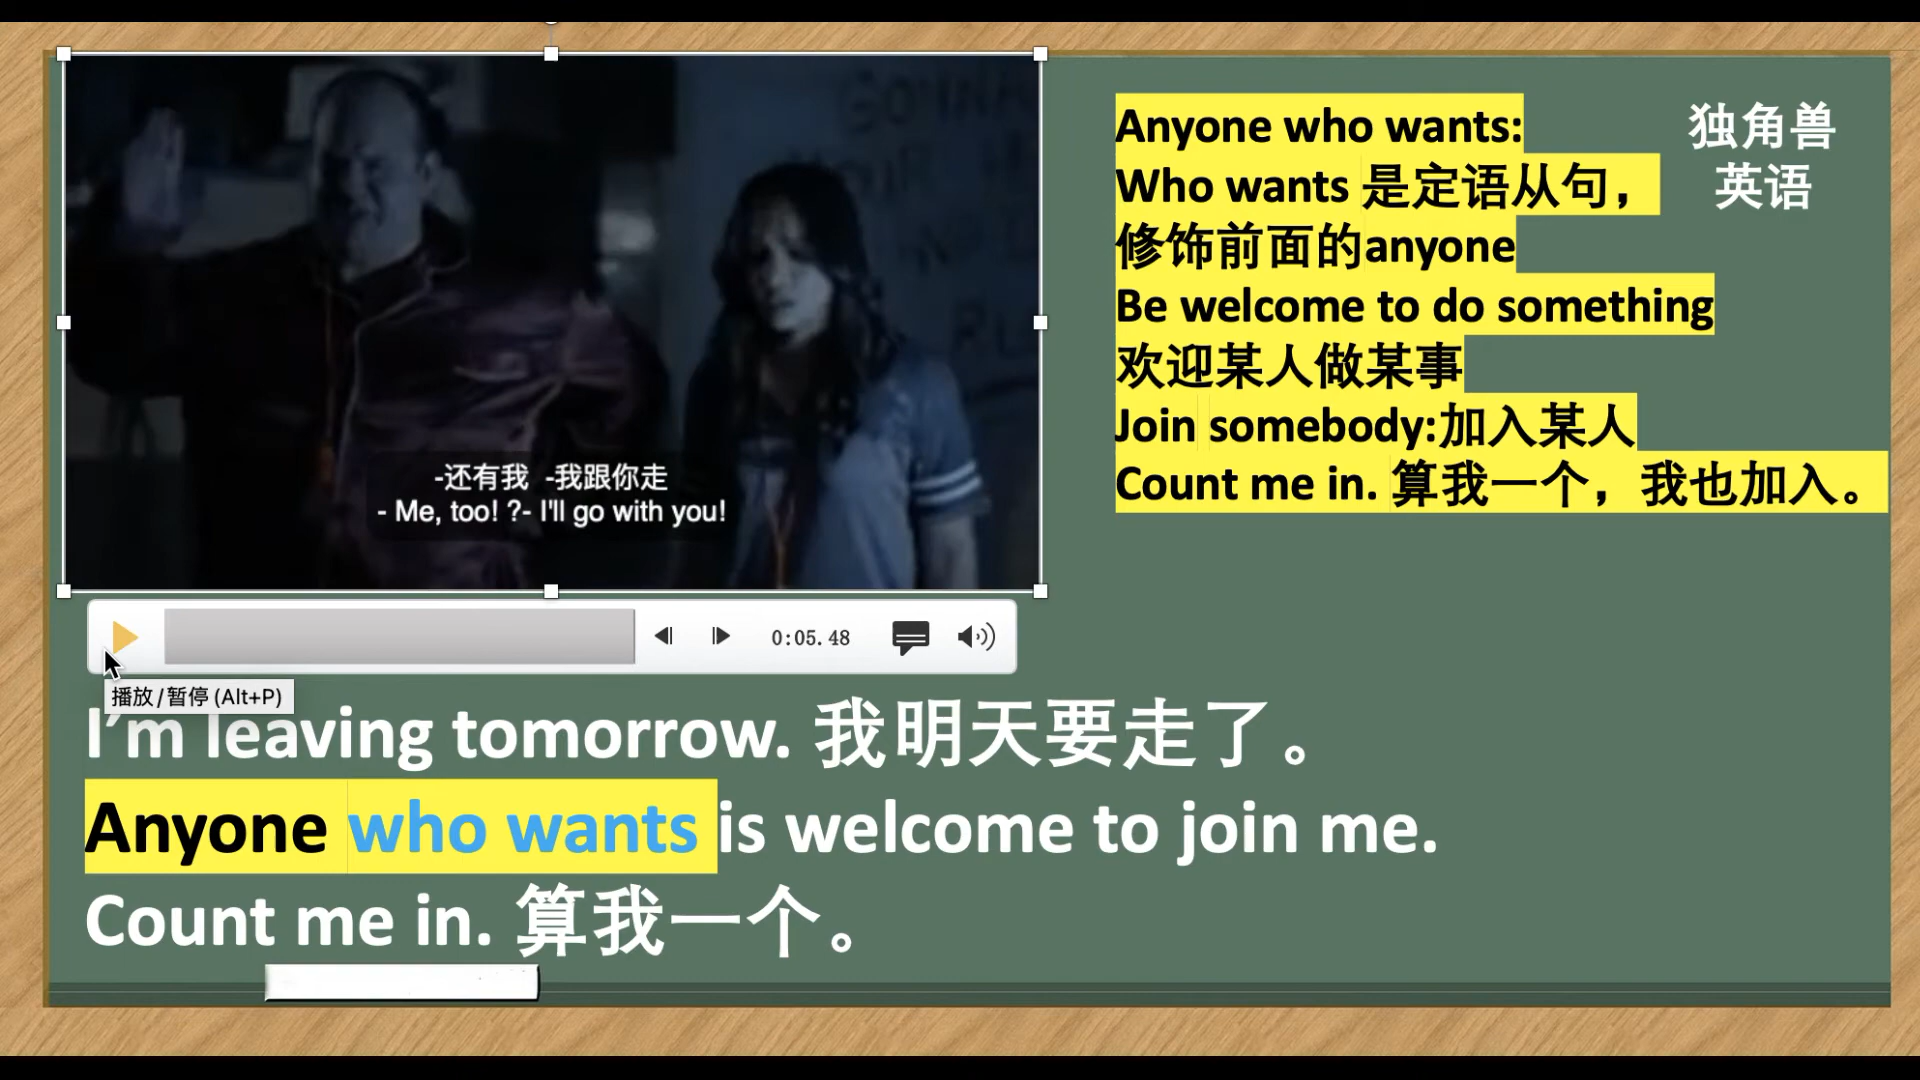 -还有我 -我跟你走
- Me, too! ?- I'll go with you!
0:05.48
播放/暂停 (Alt+P)
I'm leaving tomorrow. 我明天要走了。
Anyone who wants is welcome to join me.
Count me in. 算我一个。
Anyone who wants:
Who wants 是定语从句，
修饰前面的anyone
Be welcome to do something
欢迎某人做某事
Join somebody:加入某人
Count me in. 算我一个，我也加入。
独角兽
英语